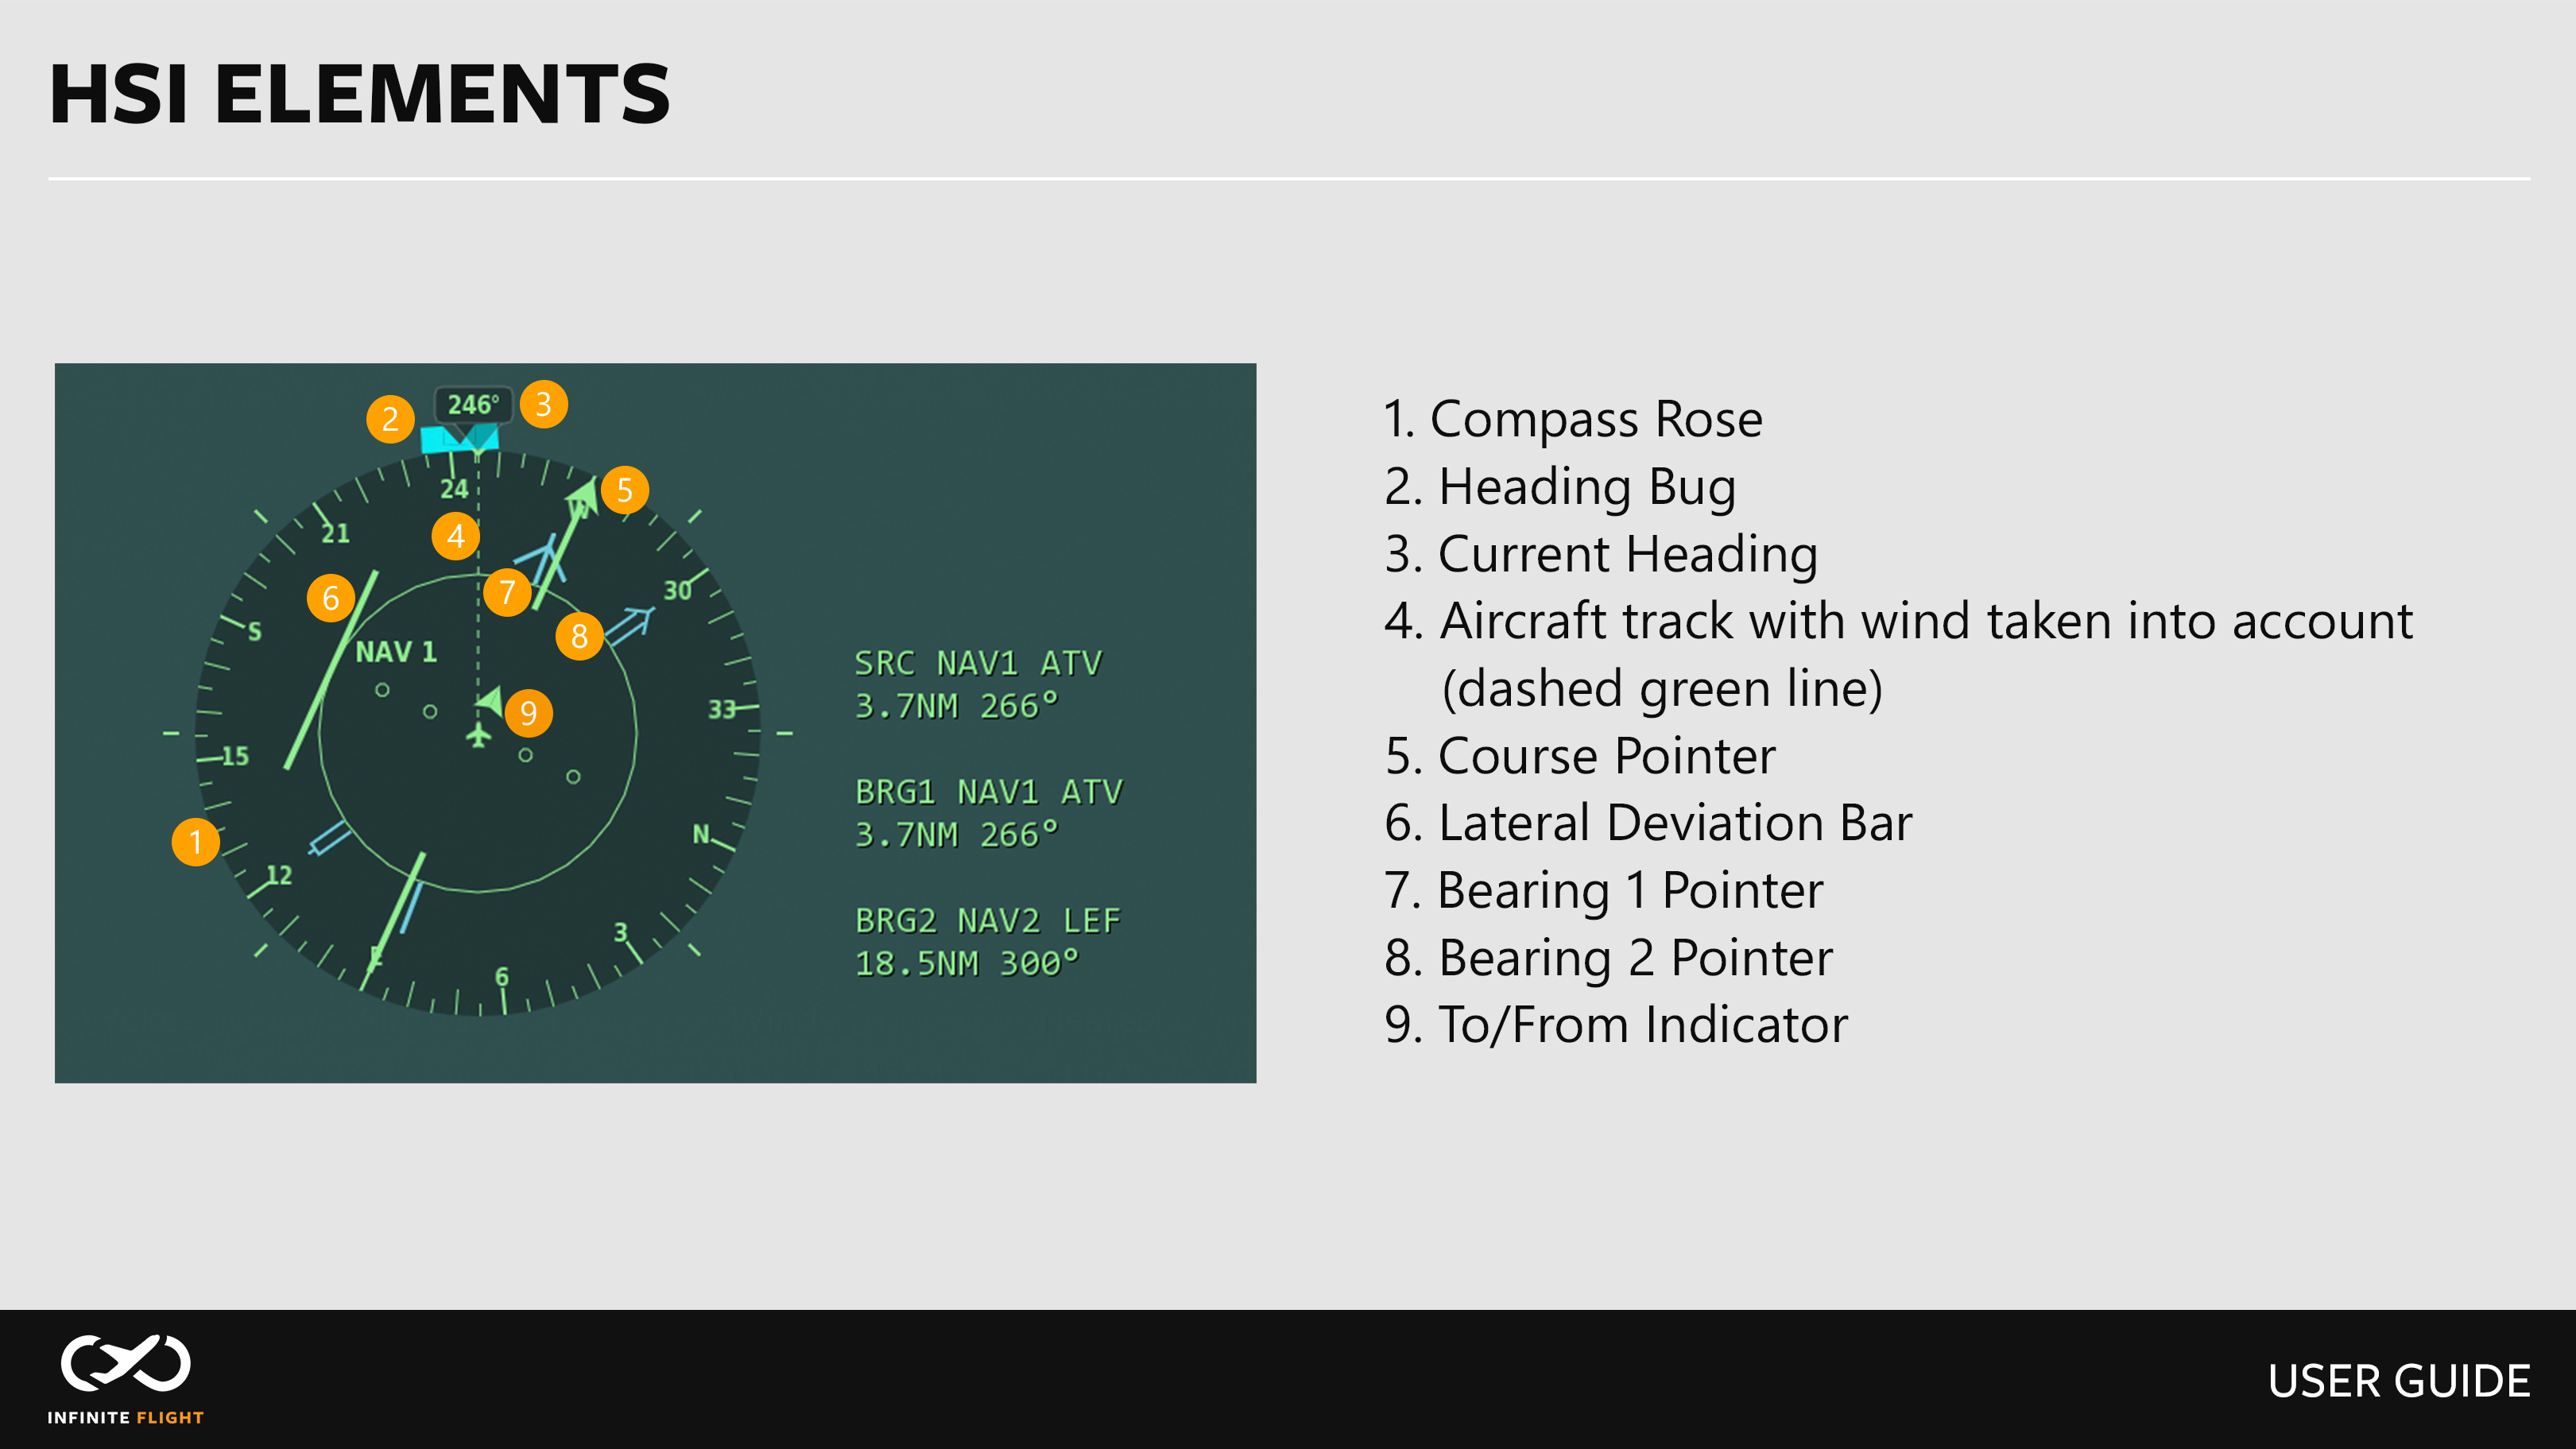 HSI ELEMENTS
2
246°
3
24
5
W
21
4
6
7
30
S
8
NAV 1
9
33
15
1
N
12
3
E
6
SRC NAV1 ATV
3.7NM 266°
BRG1 NAV1 ATV
3.7NM 266°
BRG2 NAV2 LEF
18.5NM 300°
1. Compass Rose
2. Heading Bug
3. Current Heading
4. Aircraft track with wind taken into account
(dashed green line)
5. Course Pointer
6. Lateral Deviation Bar
7. Bearing 1 Pointer
8. Bearing 2 Pointer
9. To/From Indicator
INFINITE FLIGHT
USER GUIDE